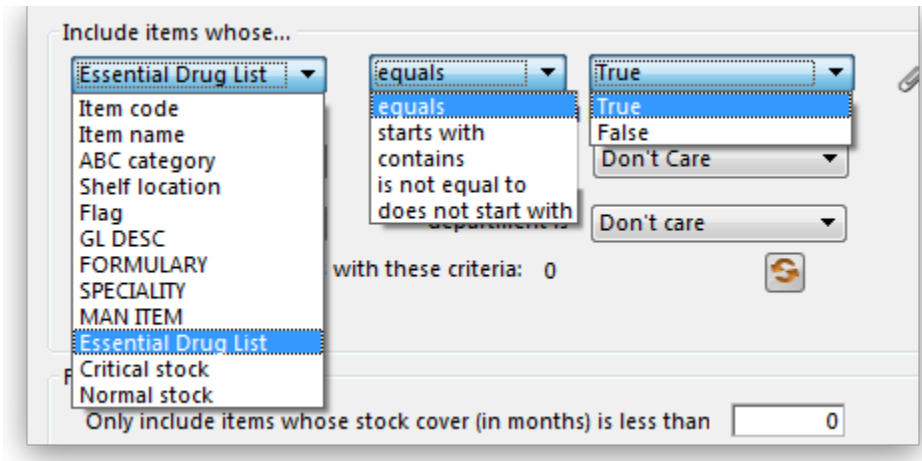 Include items whose...
Essential Drug List equals True
Item code
Item name
ABC category
Shelf location
Flag
GL DESC
FORMULARY
SPECIALITY
MAN ITEM
Essential Drug List
Critical stock
Normal stock
equals
starts with
contains
is not equal to
does not start with
True
False
Don't Care
department is Don't care
with these criteria: 0
Only include items whose stock cover (in months) is less than 0